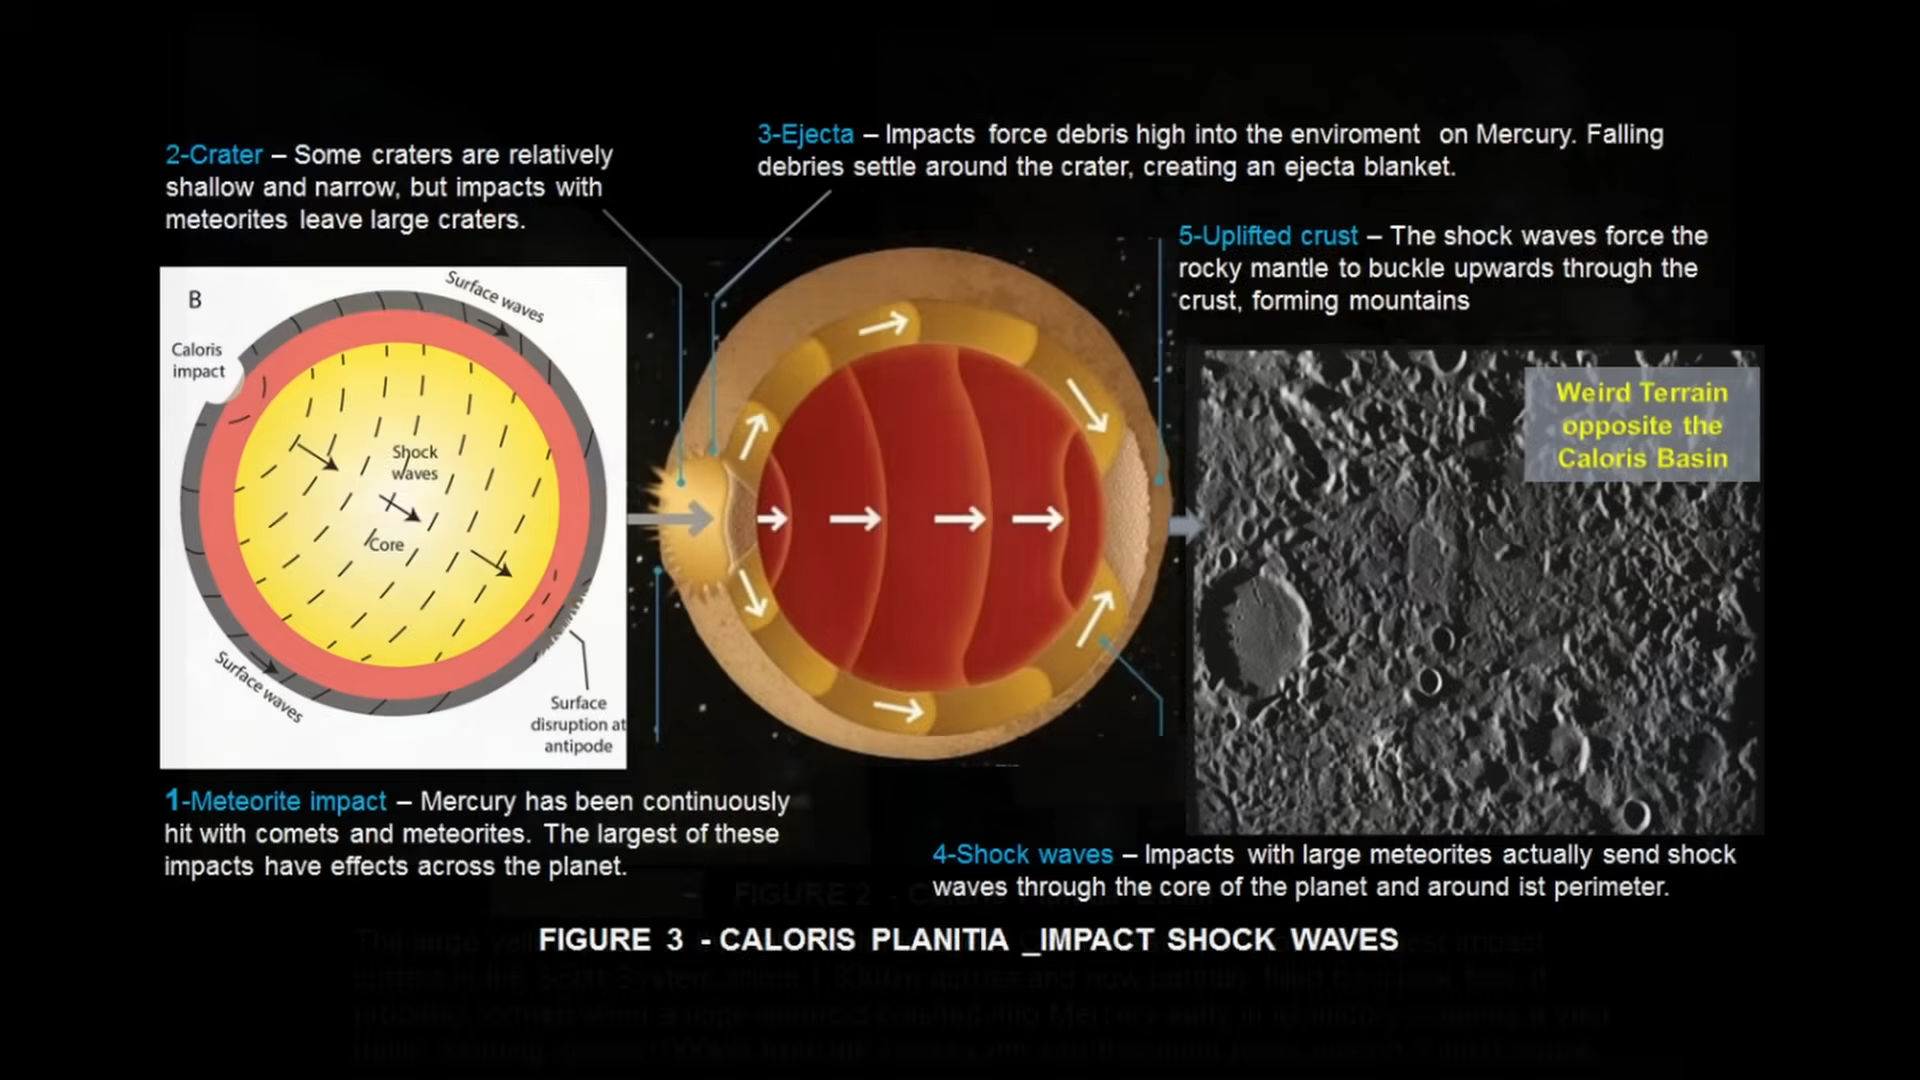 2-Crater – Some craters are relatively
shallow and narrow, but impacts with
meteorites leave large craters.
3-Ejecta – Impacts force debris high into the enviroment on Mercury. Falling
debries settle around the crater, creating an ejecta blanket.
5-Uplifted crust – The shock waves force the
rocky mantle to buckle upwards through the
crust, forming mountains
B
Surface waves
Caloris
impact
Shock
waves
Core
Surface waves
Surface
disruption at
antipode
Weird Terrain
opposite the
Caloris Basin
1-Meteorite impact – Mercury has been continuously
hit with comets and meteorites. The largest of these
impacts have effects across the planet.
4-Shock waves – Impacts with large meteorites actually send shock
waves through the core of the planet and around ist perimeter.
FIGURE 2 -
FIGURE 3 - CALORIS PLANITIA _IMPACT SHOCK WAVES